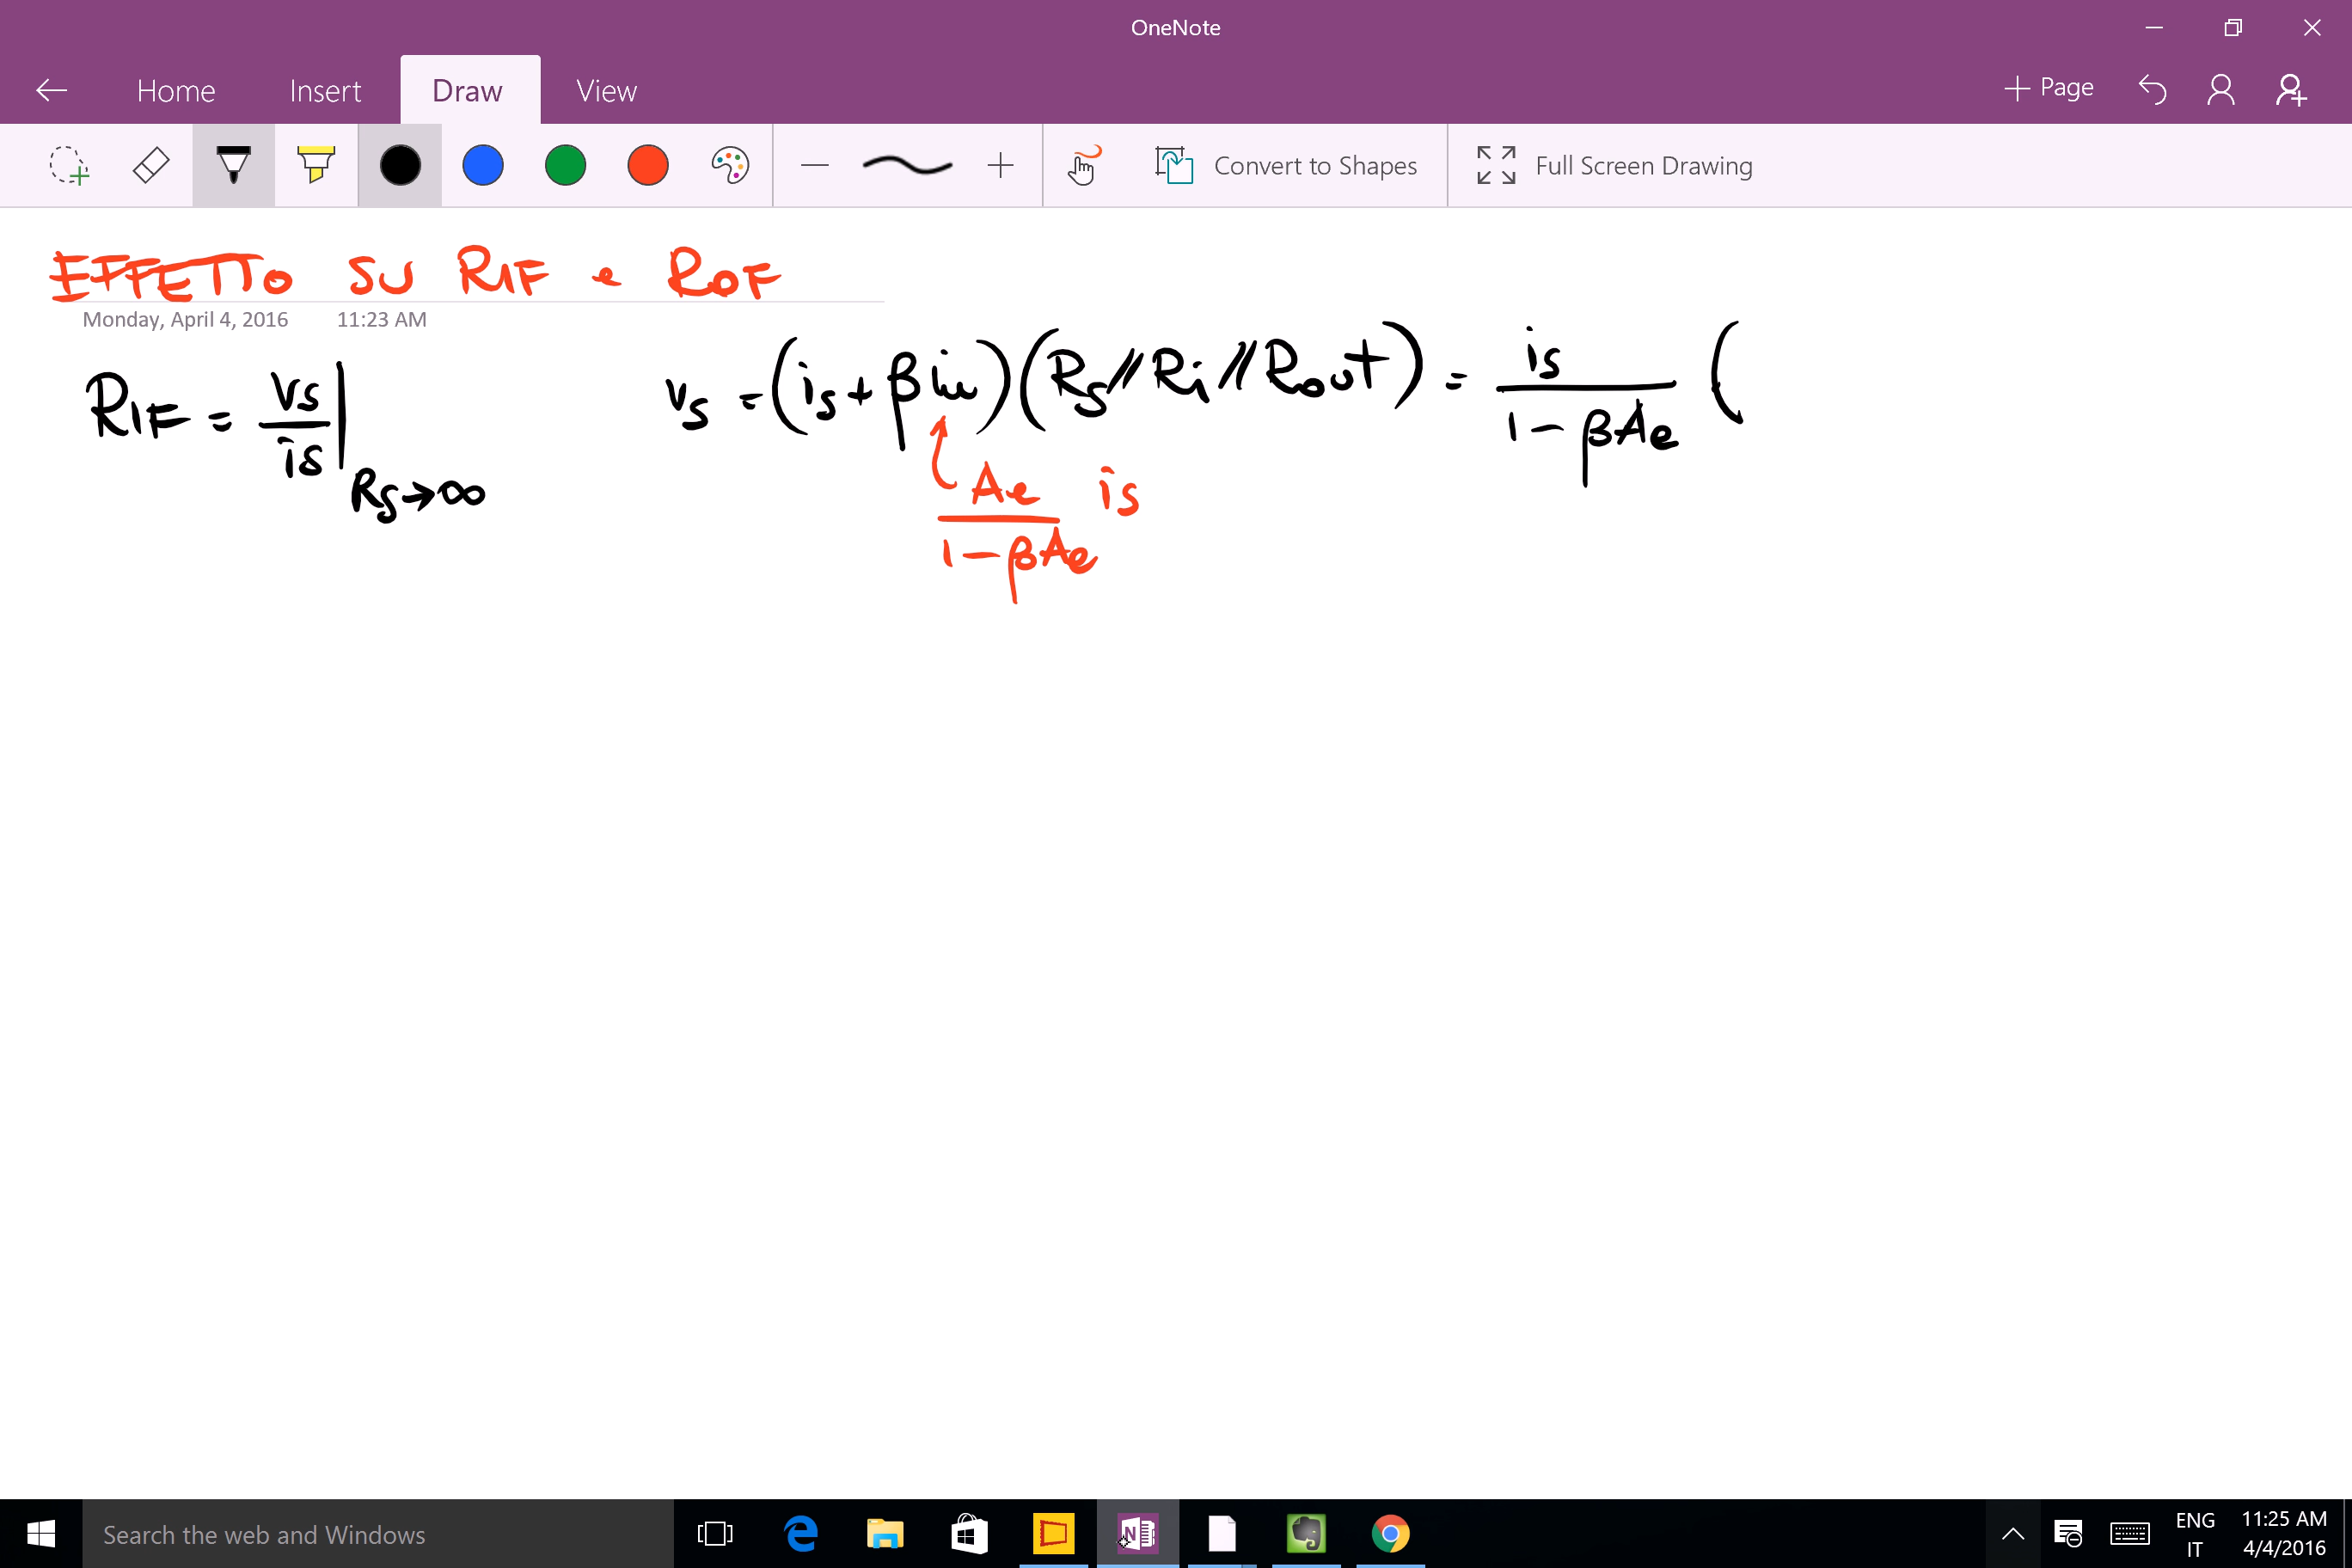 OneNote
Home Insert Draw View + Page
Convert to Shapes Full Screen Drawing
EFFETTO SU RIF e ROF
Monday, April 4, 2016 11:23 AM
RIF = vs/is | Rs→∞
vs = (is + β iu)(Rs//Ri//Rout) = is/(1-βAe) (
Ae/(1-βAe) is
Search the web and Windows
ENG 11:25 AM
IT 4/4/2016